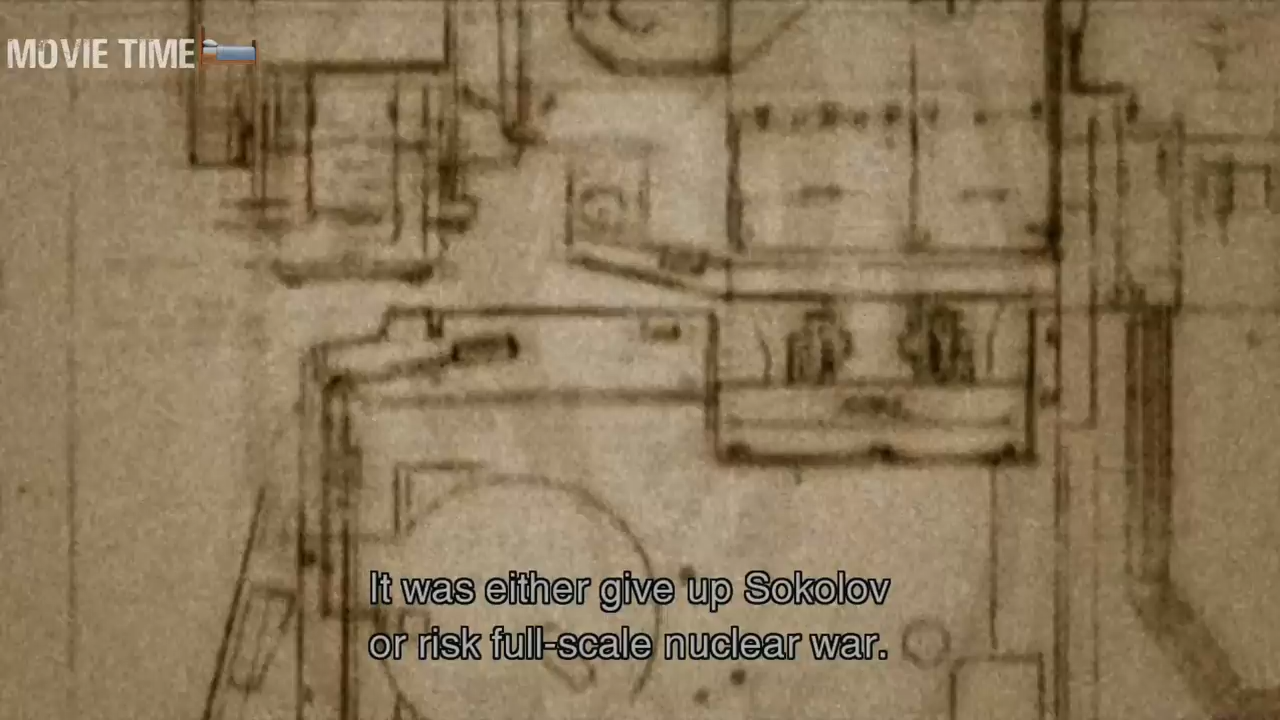 MOVIE TIME
It was either give up Sokolov
or risk full-scale nuclear war.